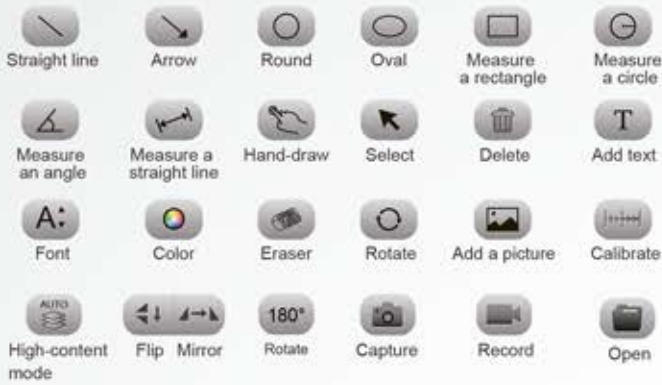 Straight line
Arrow
Round
Oval
Measure
a rectangle
Measure
a circle
T
Measure
an angle
Measure a
straight line
Hand-draw
Select
Delete
Add text
A
Font
Color
Eraser
Rotate
Add a picture
Calibrate
AUTO
180°
High-content
mode
Flip
Mirror
Rotate
Capture
Record
Open